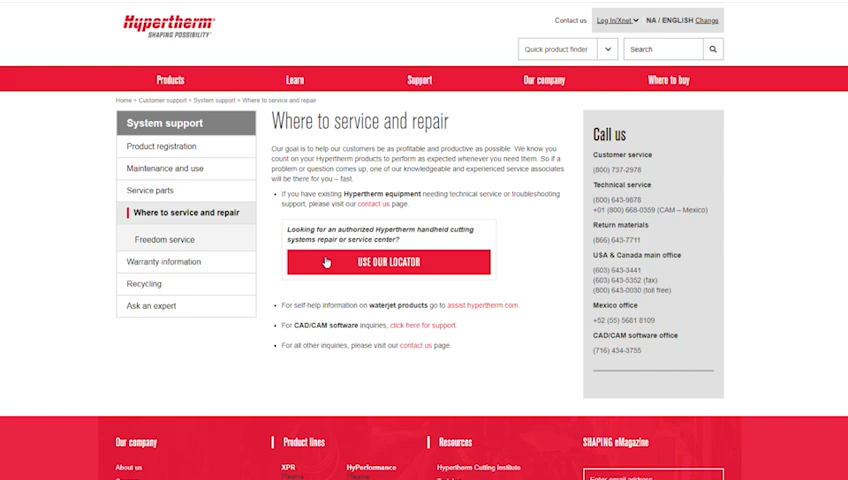 Hypertherm®
SHAPING POSSIBILITY®
Contact us
Log In/Xnet
NA / ENGLISH Change
Quick product finder
Search
Products
Learn
Support
Our company
Where to buy
Home > Customer support > System support > Where to service and repair
System support
Product registration
Maintenance and use
Service parts
Where to service and repair
Freedom service
Warranty information
Recycling
Ask an expert
Where to service and repair
Our goal is to help our customers be as profitable and productive as possible. We know you
count on your Hypertherm products to perform as expected whenever you need them. So if a
problem or question comes up, one of our knowledgeable and experienced service associates
will be there for you – fast.
• If you have existing Hypertherm equipment needing technical service or troubleshooting
support, please visit our contact us page.
Looking for an authorized Hypertherm handheld cutting
systems repair or service center?
USE OUR LOCATOR
• For self-help information on waterjet products go to assist.hypertherm.com.
• For CAD/CAM software inquiries, click here for support.
• For all other inquiries, please visit our contact us page.
Call us
Customer service
(800) 737-2978
Technical service
(800) 643-9878
+01 (800) 668-0359 (CAM – Mexico)
Return materials
(866) 643-7711
USA & Canada main office
(603) 643-3441
(603) 643-5352 (fax)
(800) 643-0030 (toll free)
Mexico office
+52 (55) 5681 8109
CAD/CAM software office
(716) 434-3755
Our company
About us
Product lines
XPR
HyPerformance
Resources
Hypertherm Cutting Institute
SHAPING eMagazine
Enter email address